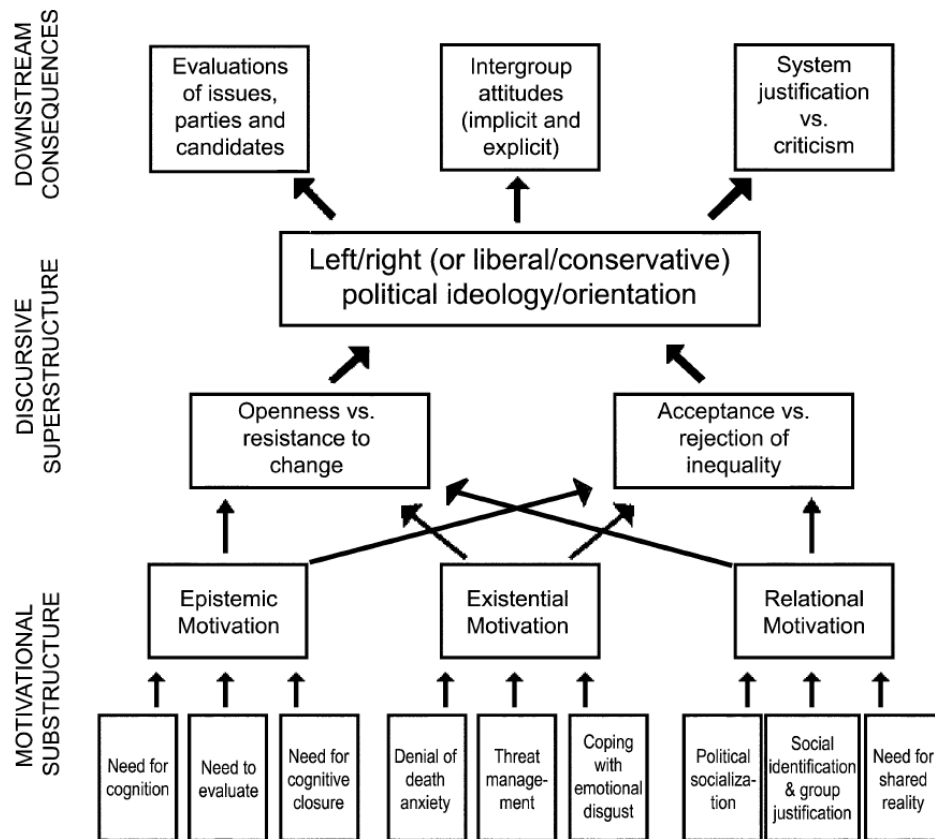 DOWNSTREAM
CONSEQUENCES
Evaluations
of issues,
parties and
candidates
Intergroup
attitudes
(implicit and
explicit)
System
justification
vs.
criticism
DISCURSIVE
SUPERSTRUCTURE
Left/right (or liberal/conservative)
political ideology/orientation
Openness vs.
resistance to
change
Acceptance vs.
rejection of
inequality
MOTIVATIONAL
SUBSTRUCTURE
Epistemic
Motivation
Existential
Motivation
Relational
Motivation
Need for
cognition
Need to
evaluate
Need for
cognitive
closure
Denial of
death
anxiety
Threat
manage-
ment
Coping
with
emotional
disgust
Political
socializa-
tion
Social
identification
& group
justification
Need for
shared
reality